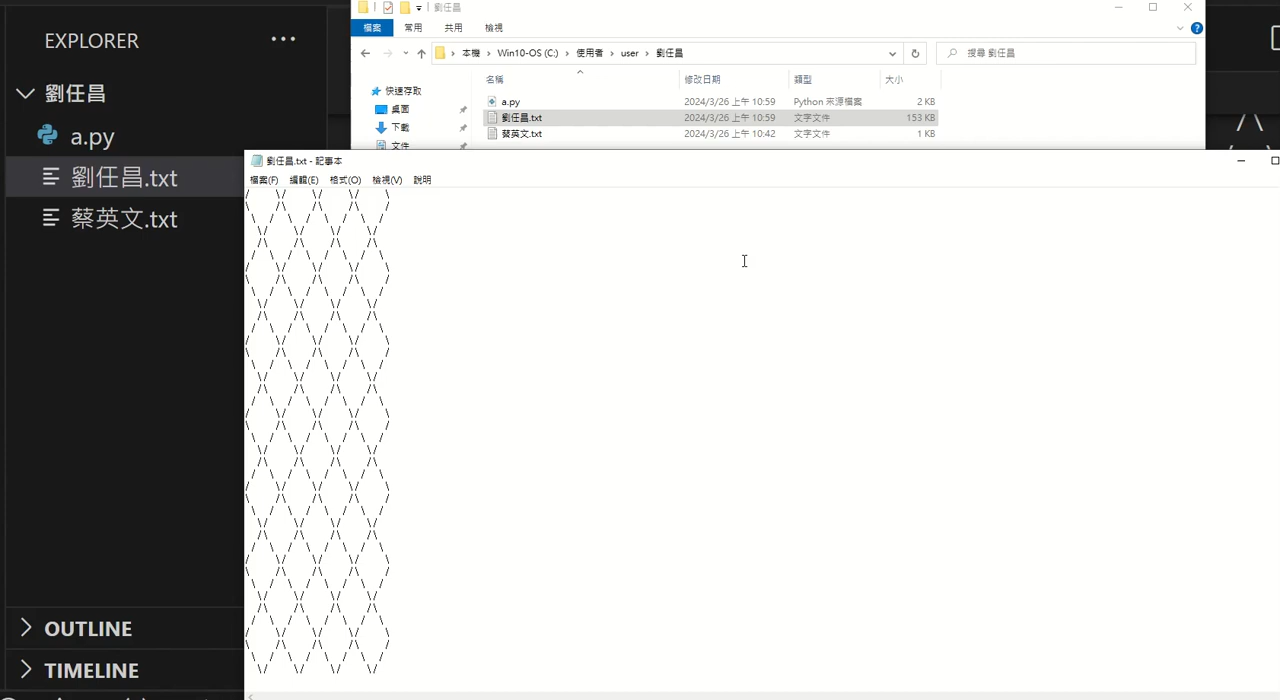 EXPLORER
劉任昌
a.py
劉任昌.txt
蔡英文.txt
OUTLINE
TIMELINE
劉任昌
檔案 常用 共用 檢視
本機 > Win10-OS (C:) > 使用者 > user > 劉任昌
搜尋 劉任昌
快速存取
桌面
下載
文件
名稱 修改日期 類型 大小
a.py 2024/3/26 上午 10:59 Python 來源檔案 2 KB
劉任昌.txt 2024/3/26 上午 10:59 文字文件 153 KB
蔡英文.txt 2024/3/26 上午 10:42 文字文件 1 KB
劉任昌.txt - 記事本
檔案(F) 編輯(E) 格式(O) 檢視(V) 說明